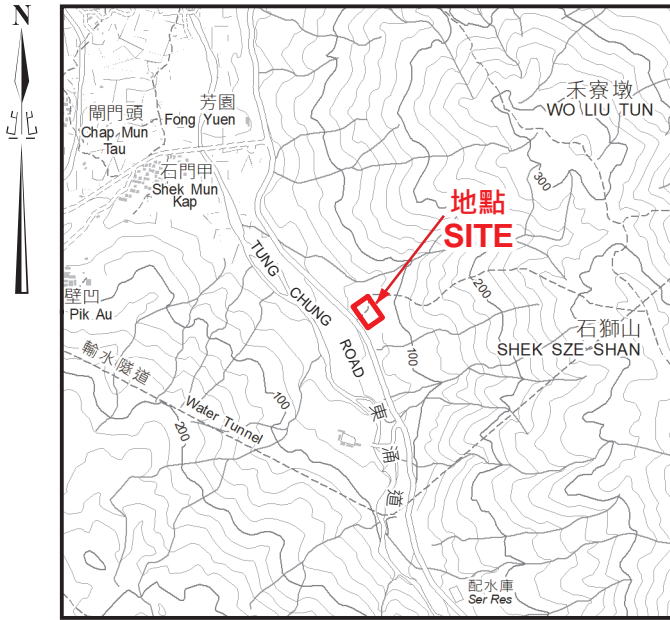 N
禾寮墩
WO LIU TUN
芳園
Fong Yuen
閘門頭
Chap Mun
Tau
石門甲
Shek Mun
Kap
300
地點
SITE
TUNG CHUNG ROAD
200
壁凹
Pik Au
石獅山
SHEK SZE SHAN
100
輸水隧道
Water Tunnel
100
200
東涌道
配水庫
Ser Res